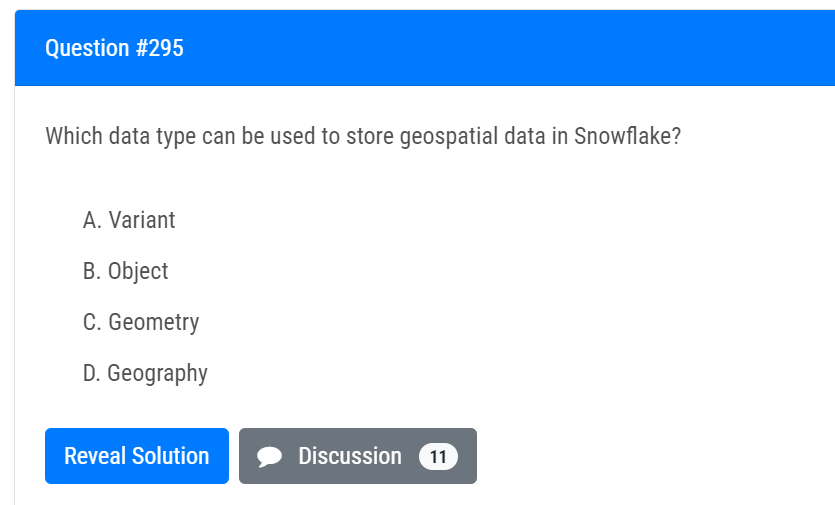 Question #295
Which data type can be used to store geospatial data in Snowflake?
A. Variant
B. Object
C. Geometry
D. Geography
Reveal Solution Discussion 11